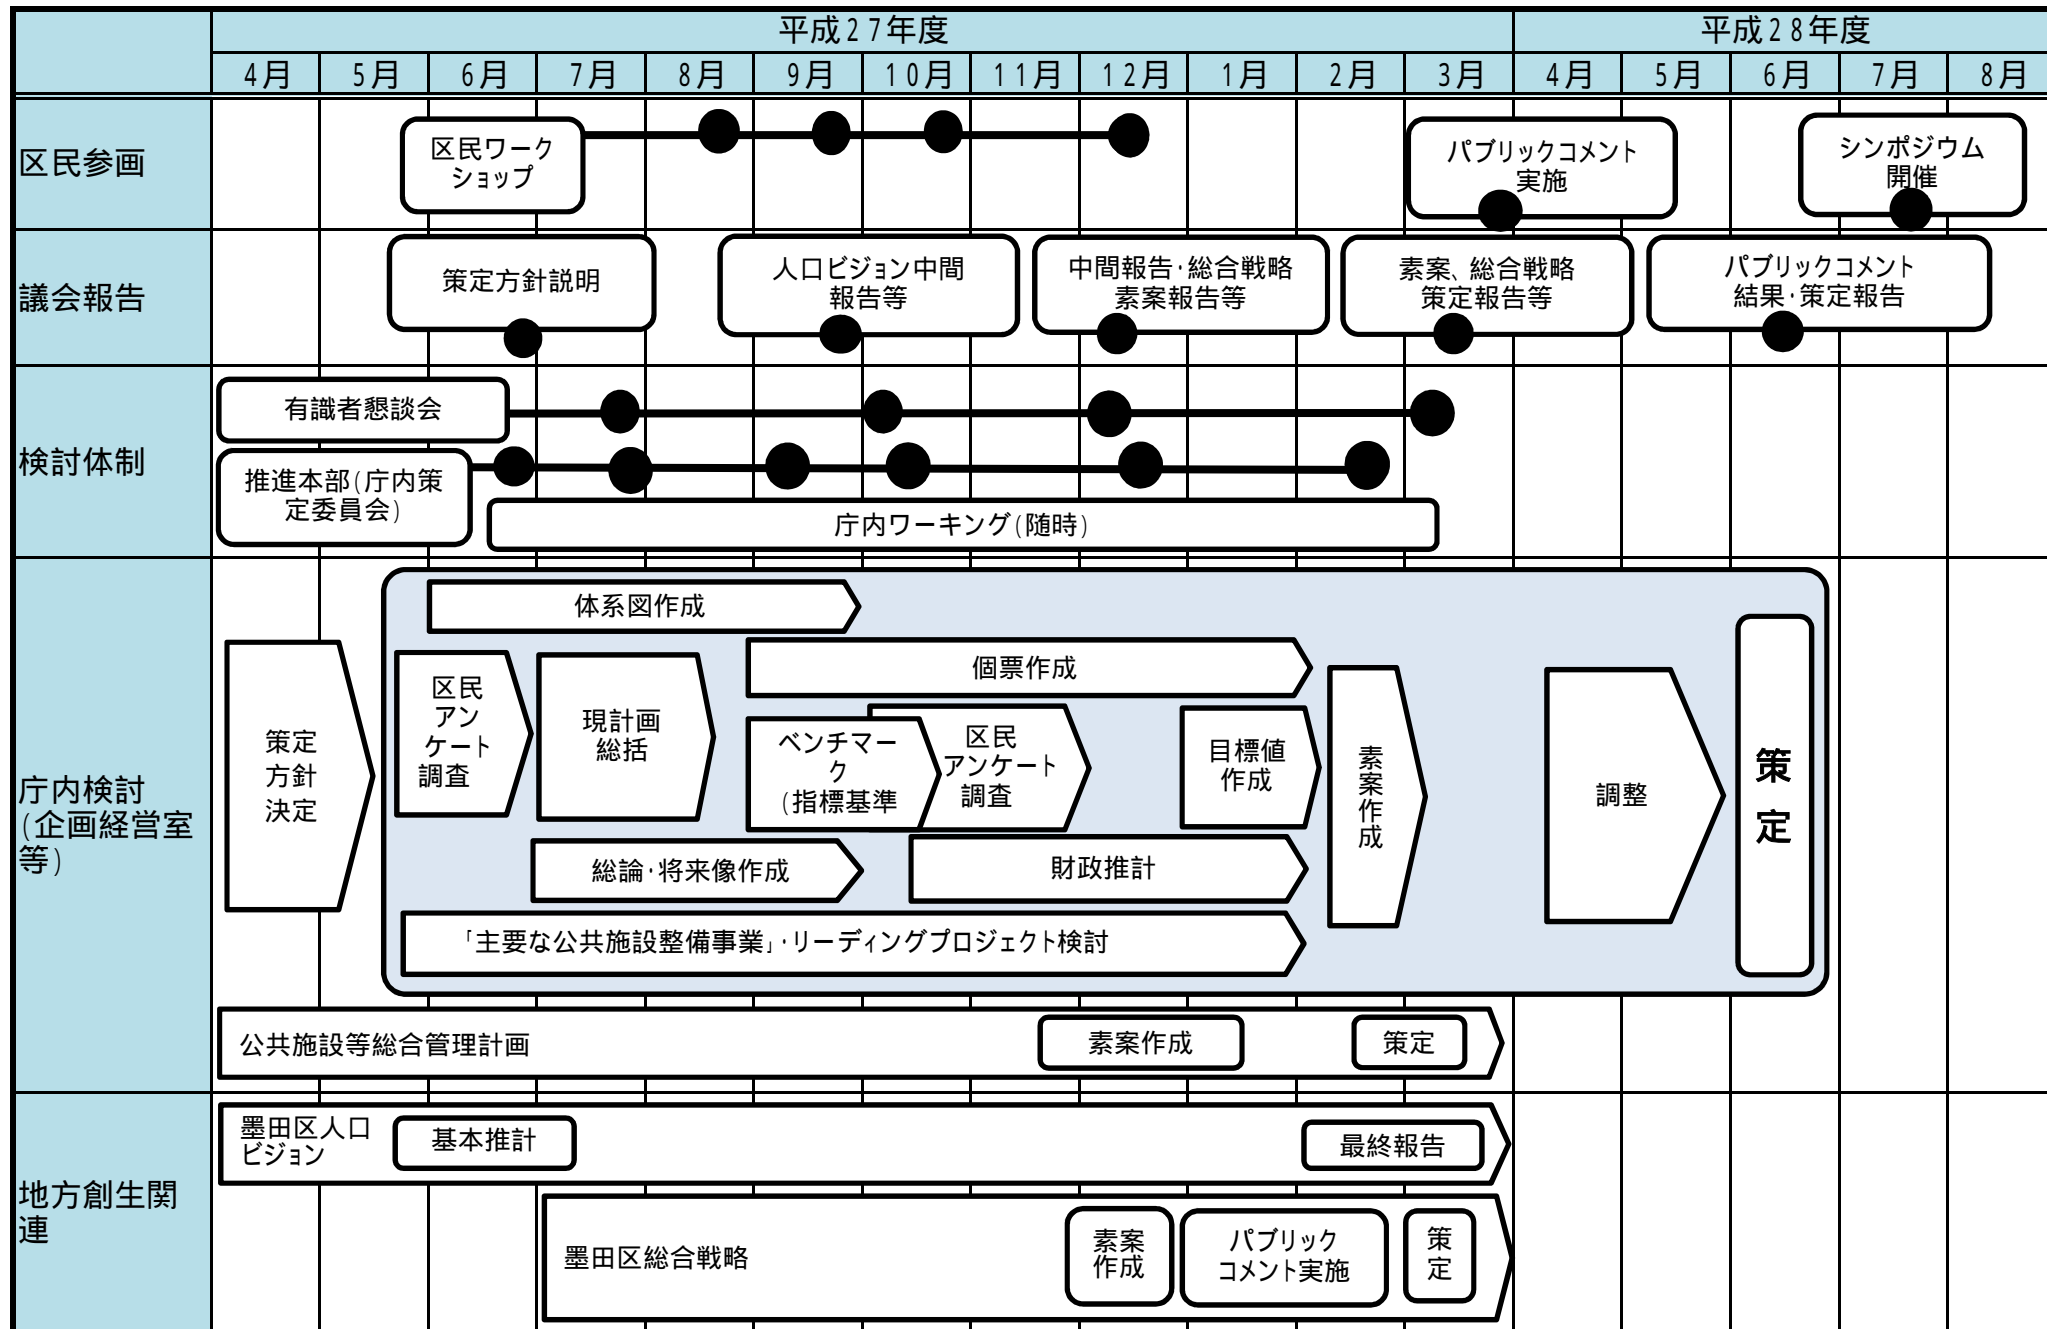 平成27年度
平成28年度
4月
5月
6月
7月
8月
9月
10月
11月
12月
1月
2月
3月
4月
5月
6月
7月
8月
区民参画
区民ワーク
ショップ
パブリックコメント
実施
シンポジウム
開催
議会報告
策定方針説明
人口ビジョン中間
報告等
中間報告・総合戦略
素案報告等
素案、総合戦略
策定報告等
パブリックコメント
結果・策定報告
検討体制
有識者懇談会
推進本部(庁内策
定委員会)
庁内ワーキング(随時)
庁内検討
(企画経営室
等)
策定
方針
決定
体系図作成
区民
アン
ケート
調査
現計画
総括
個票作成
ベンチマー
ク
(指標基準
区民
アンケート
調査
目標値
作成
素案作成
調整
策定
総論・将来像作成
財政推計
「主要な公共施設整備事業」・リーディングプロジェクト検討
公共施設等総合管理計画
素案作成
策定
地方創生関
連
墨田区人口
ビジョン
基本推計
最終報告
墨田区総合戦略
素案
作成
パブリック
コメント実施
策
定